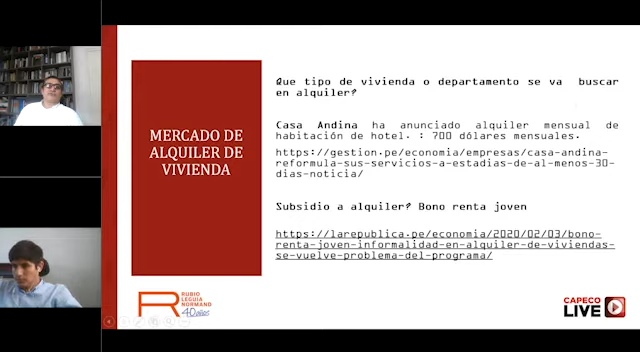 MERCADO DE
ALQUILER DE
VIVIENDA
Que tipo de vivienda o departamento se va buscar
en alquiler?
Casa Andina ha anunciado alquiler mensual de
habitación de hotel. : 700 dólares mensuales.
https://gestion.pe/economia/empresas/casa-andina-
reformula-sus-servicios-a-estadias-de-al-menos-30-
dias-noticia/
Subsidio a alquiler? Bono renta joven
https://larepublica.pe/economia/2020/02/03/bono-
renta-joven-informalidad-en-alquiler-de-viviendas-
se-vuelve-problema-del-programa/
R
RUBIO
LEGUÍA
NORMAND
40 años
CAPECO
LIVE